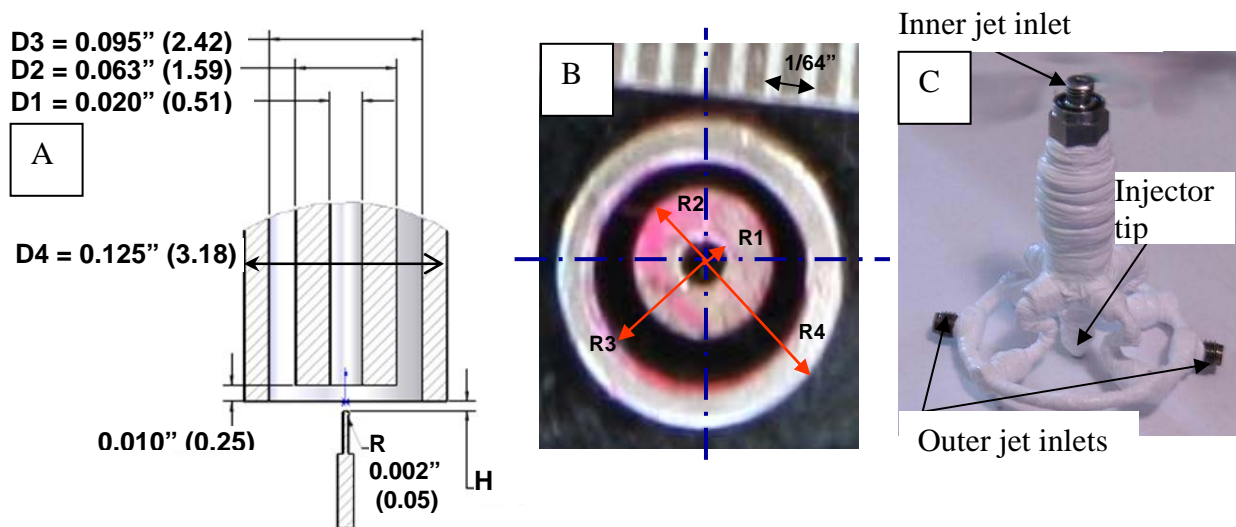 D3 = 0.095” (2.42)
D2 = 0.063” (1.59)
D1 = 0.020” (0.51)
A
D4 = 0.125” (3.18)
0.010” (0.25)
R
0.002”
(0.05)
H
B
1/64”
R2
R1
R3
R4
Inner jet inlet
C
Injector
tip
Outer jet inlets